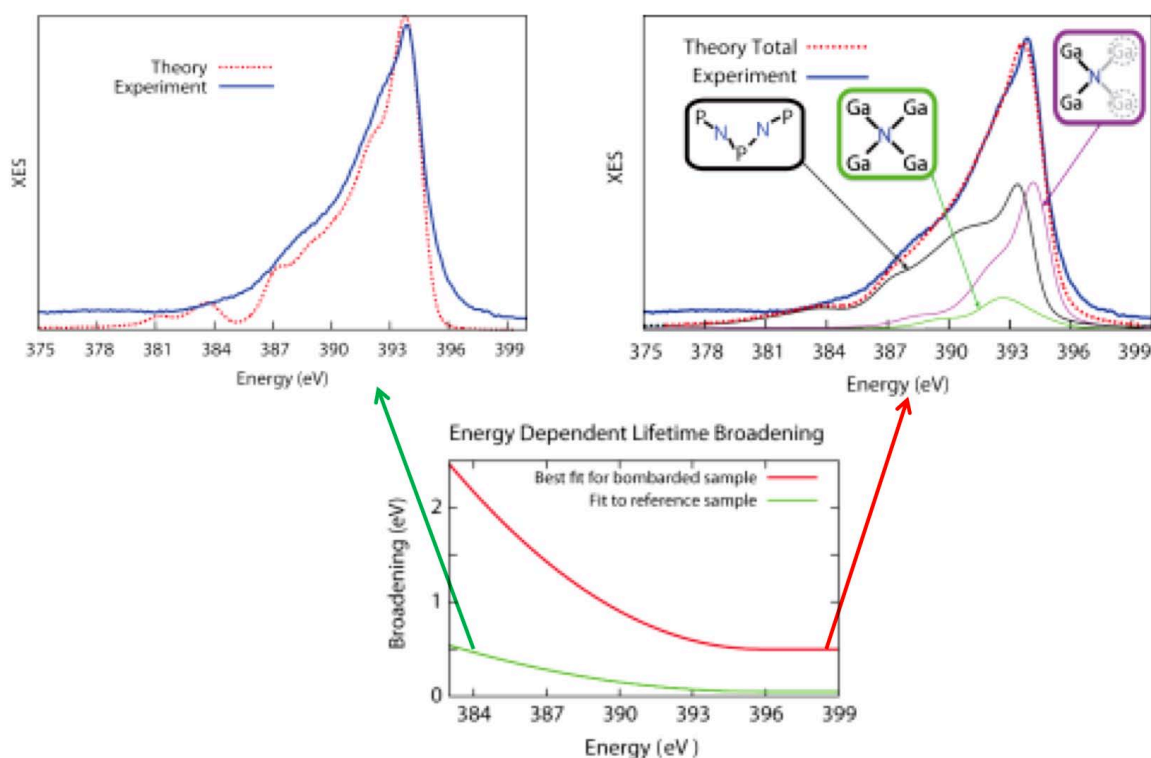 Theory
Experiment
XES
375 378 381 384 387 390 393 396 399
Energy (eV)
Theory Total
Experiment
P N P N P
Ga Ga
N
Ga Ga
Ga Ga
N
Ga Ga
XES
375 378 381 384 387 390 393 396 399
Energy (eV)
Energy Dependent Lifetime Broadening
Best fit for bombarded sample
Fit to reference sample
Broadening (eV)
2
1
0
384 387 390 393 396 399
Energy (eV )